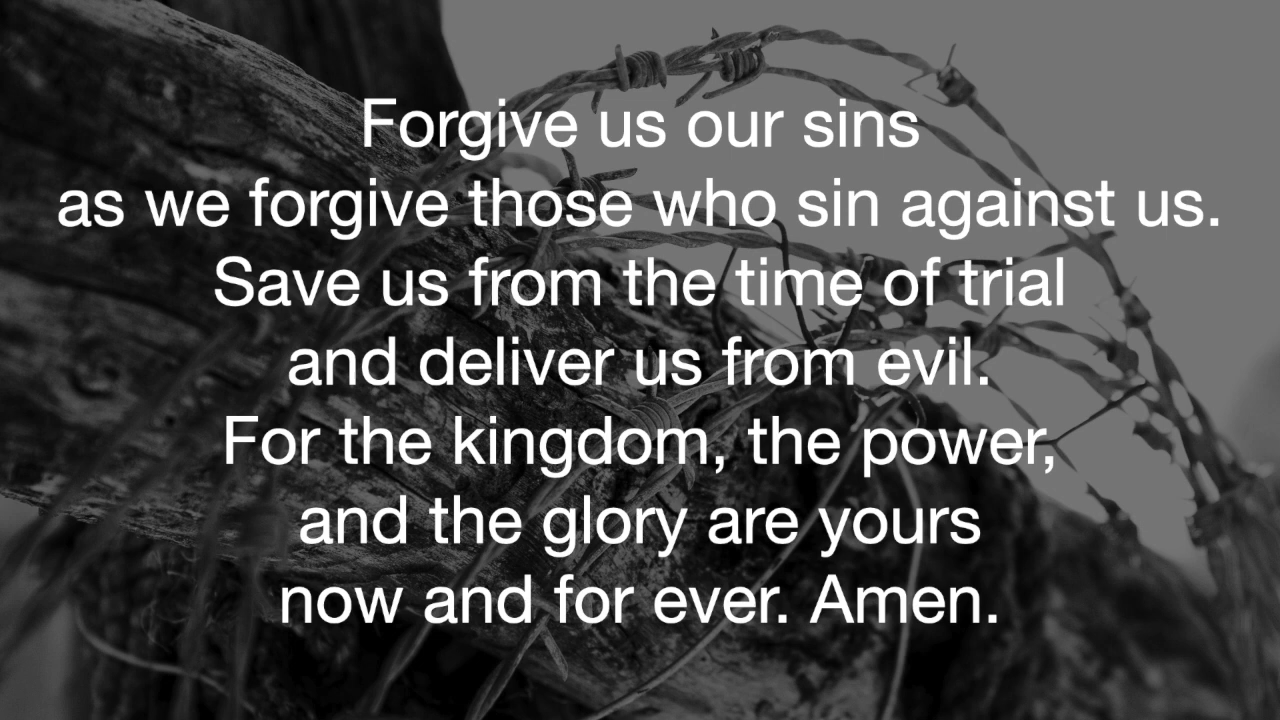 Forgive us our sins
as we forgive those who sin against us.
Save us from the time of trial
and deliver us from evil.
For the kingdom, the power,
and the glory are yours
now and for ever. Amen.